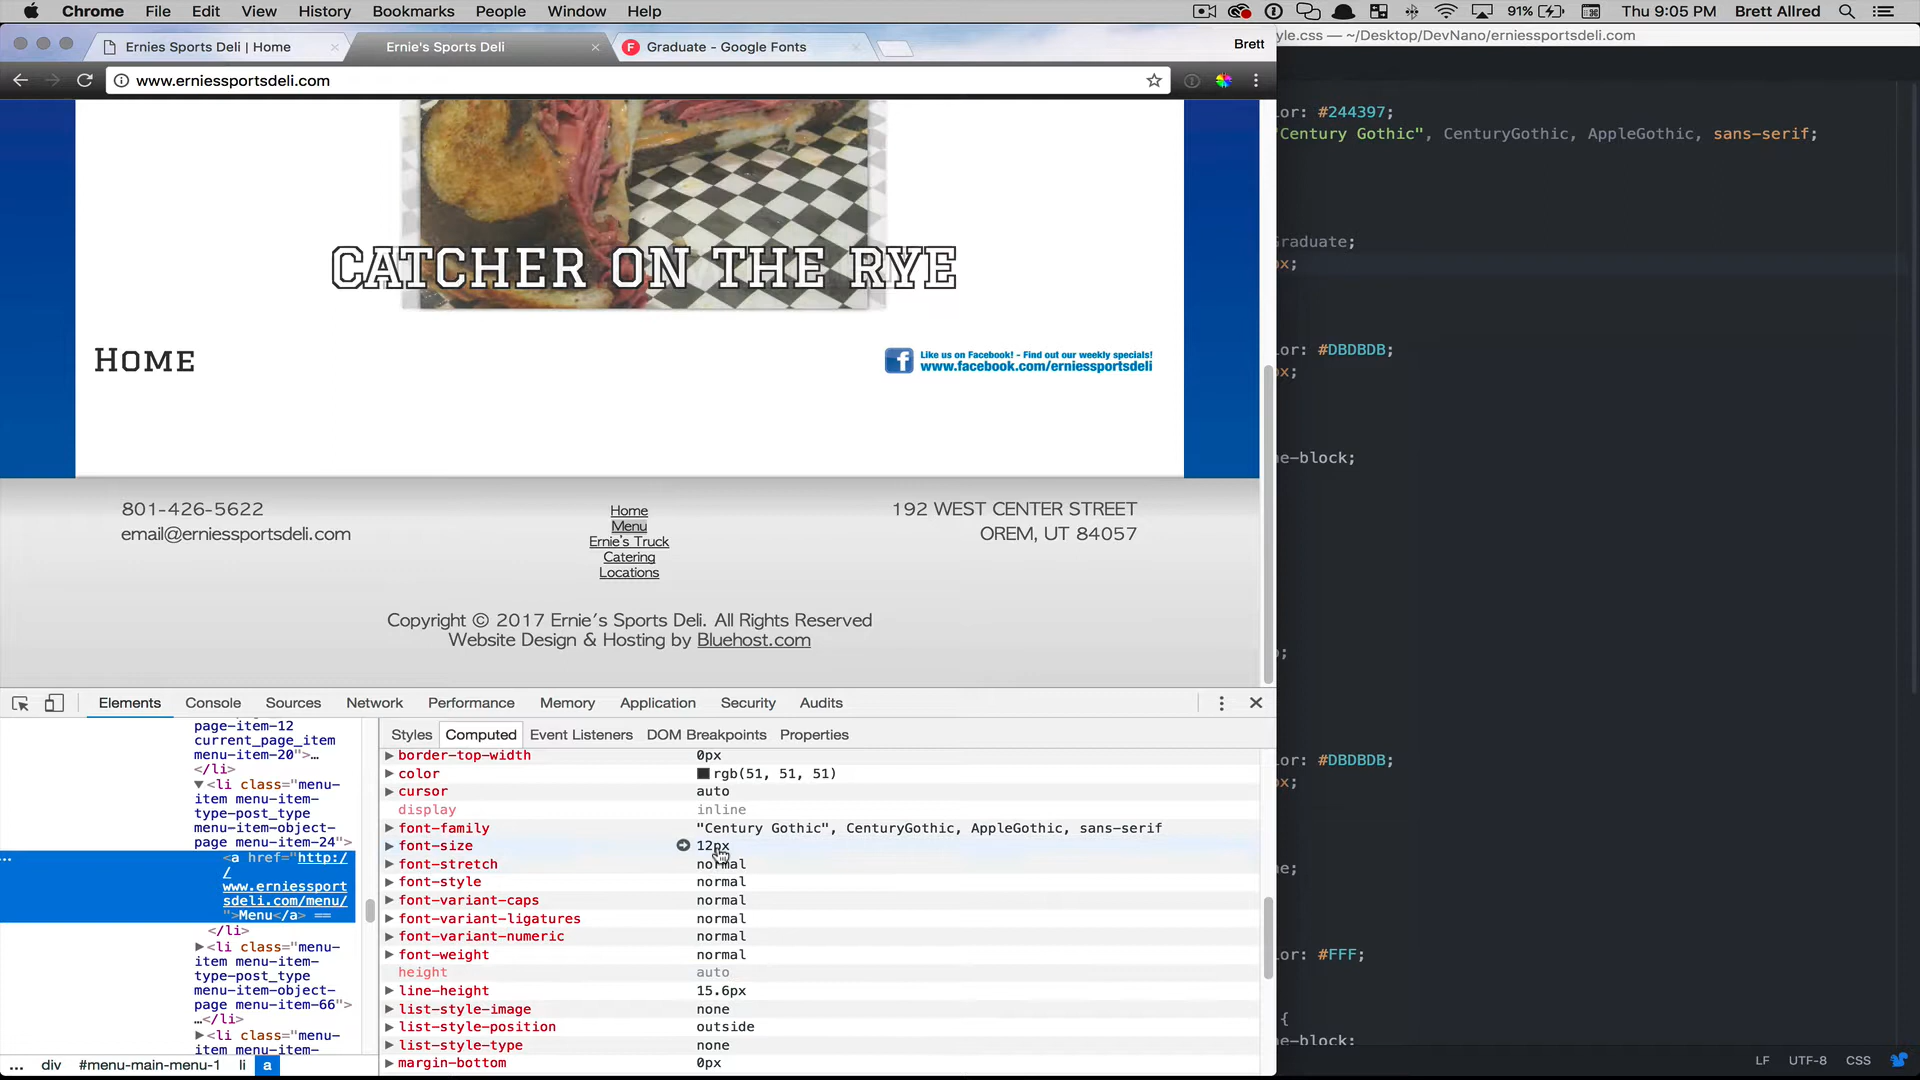 Chrome File Edit View History Bookmarks People Window Help 91% Thu 9:05 PM Brett Allred
Ernies Sports Deli | Home
Ernie's Sports Deli
Graduate - Google Fonts
Brett
yle.css — ~/Desktop/DevNano/erniessportsdeli.com
www.erniessportsdeli.com
CATCHER ON THE RYE
Home
Like us on Facebook! - Find out our weekly specials!
www.facebook.com/erniessportsdeli
801-426-5622
email@erniessportsdeli.com
Home
Menu
Ernie's Truck
Catering
Locations
192 WEST CENTER STREET
OREM, UT 84057
Copyright © 2017 Ernie's Sports Deli. All Rights Reserved
Website Design & Hosting by Bluehost.com
Elements Console Sources Network Performance Memory Application Security Audits
page-item-12
current_page_item
menu-item-20">…
</li>
<li class="menu-
item menu-item-
type-post_type
menu-item-object-
page menu-item-24">
<a href="http:/
/
www.erniessport
sdeli.com/menu/
">Menu</a> ==
</li>
<li class="menu-
item menu-item-
type-post_type
menu-item-object-
page menu-item-66">
…</li>
<li class="menu-
item menu-item-
... div #menu-main-menu-1 li a
Styles Computed Event Listeners DOM Breakpoints Properties
border-top-width 0px
color rgb(51, 51, 51)
cursor auto
display inline
font-family "Century Gothic", CenturyGothic, AppleGothic, sans-serif
font-size 12px
font-stretch normal
font-style normal
font-variant-caps normal
font-variant-ligatures normal
font-variant-numeric normal
font-weight normal
height auto
line-height 15.6px
list-style-image none
list-style-position outside
list-style-type none
margin-bottom 0px
or: #244397;
"Century Gothic", CenturyGothic, AppleGothic, sans-serif;
Graduate;
px;
or: #DBDBDB;
px;
e-block;
;
or: #DBDBDB;
px;
e;
or: #FFF;
{
e-block;
LF UTF-8 CSS